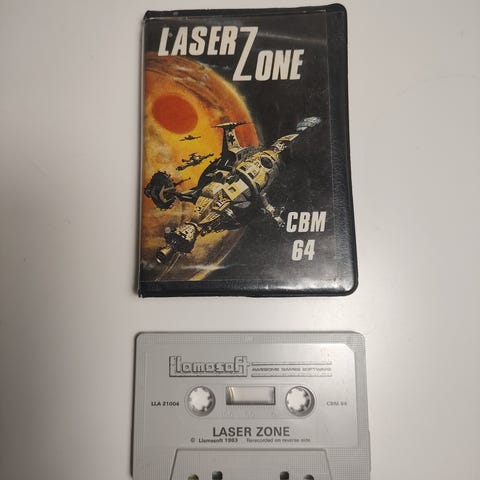 LASER ZONE
CBM
64
llamasoft
AWESOME GAMES SOFTWARE
LLA 21004
CBM 64
LASER ZONE
© Llamasoft 1983 Rerecorded on reverse side